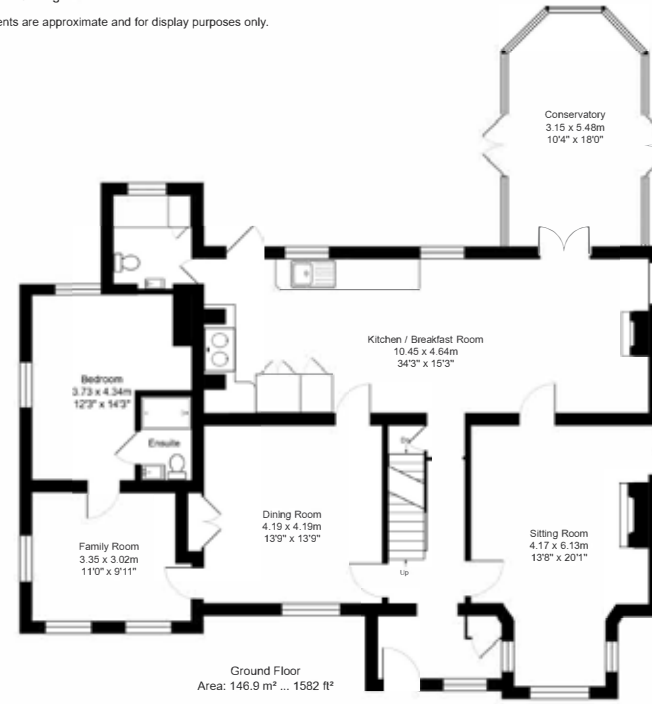 ents are approximate and for display purposes only.
Conservatory
3.15 x 5.48m
10'4" x 18'0"
Kitchen / Breakfast Room
10.45 x 4.64m
34'3" x 15'3"
Bedroom
3.73 x 4.34m
12'3" x 14'3"
Ensuite
Dn
Dining Room
4.19 x 4.19m
13'9" x 13'9"
Sitting Room
4.17 x 6.13m
13'8" x 20'1"
Family Room
3.35 x 3.02m
11'0" x 9'11"
Up
Ground Floor
Area: 146.9 m² ... 1582 ft²